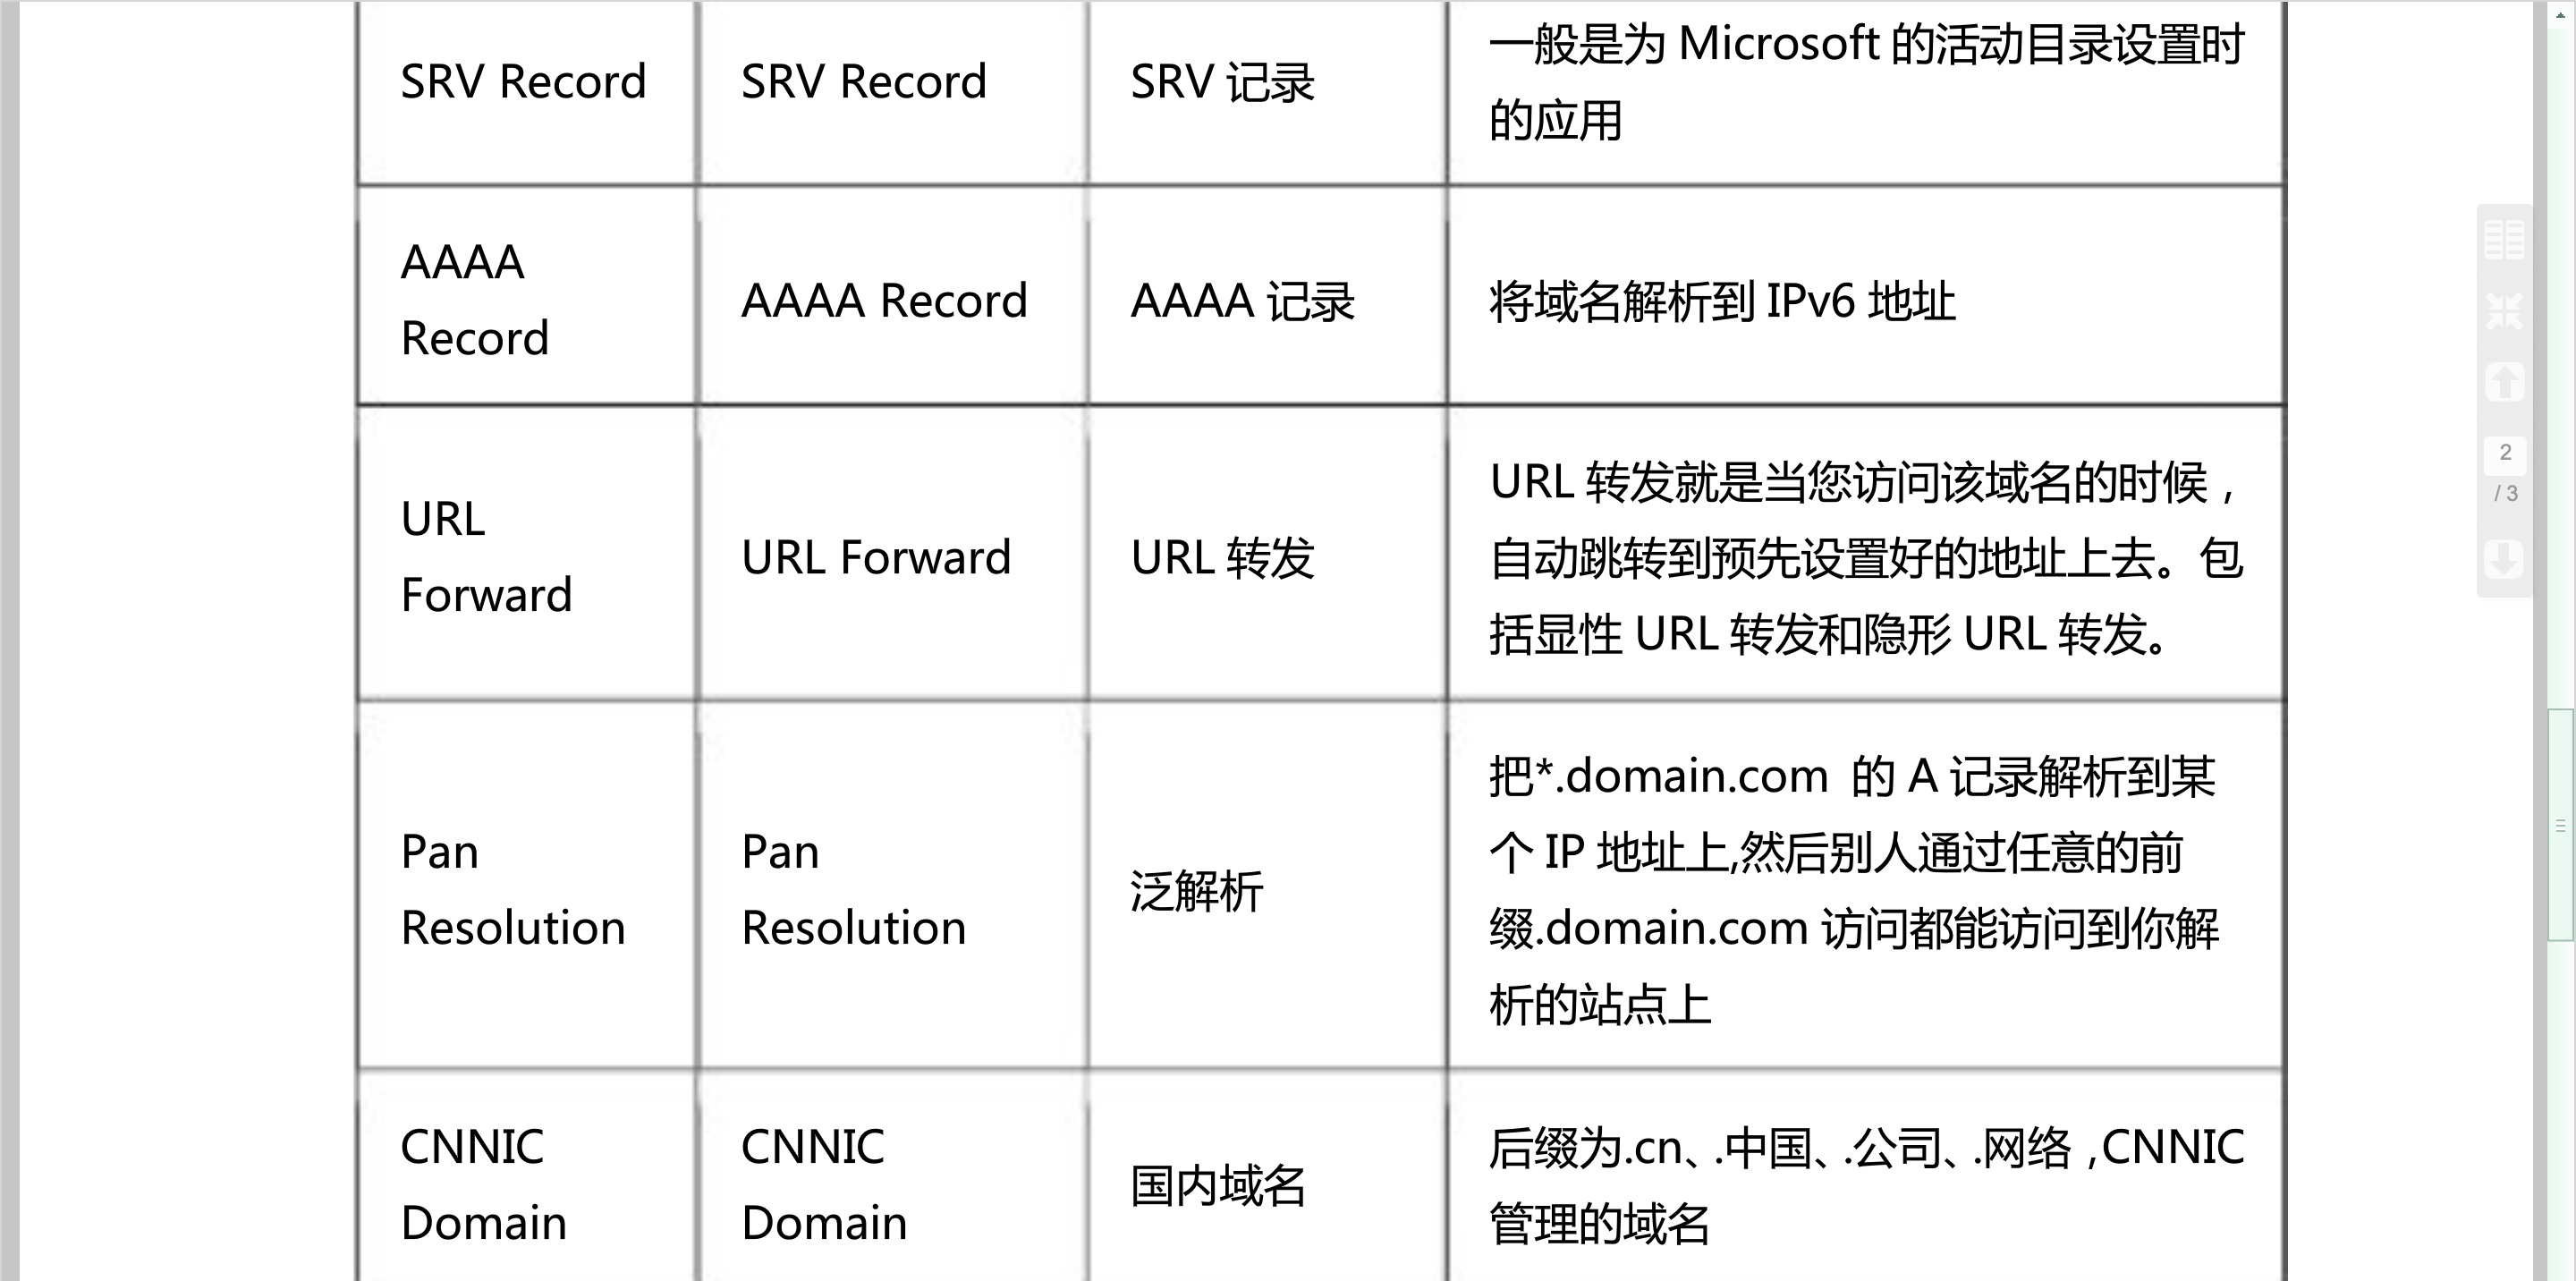 SRV Record
SRV Record
SRV 记录
一般是为 Microsoft 的活动目录设置时
的应用
AAAA
Record
AAAA Record
AAAA 记录
将域名解析到 IPv6 地址
URL
Forward
URL Forward
URL 转发
URL 转发就是当您访问该域名的时候，
自动跳转到预先设置好的地址上去。包
括显性 URL 转发和隐形 URL 转发。
Pan
Resolution
Pan
Resolution
泛解析
把*.domain.com 的 A 记录解析到某
个 IP 地址上,然后别人通过任意的前
缀.domain.com 访问都能访问到你解
析的站点上
CNNIC
Domain
CNNIC
Domain
国内域名
后缀为.cn、.中国、.公司、.网络 ,CNNIC
管理的域名
2
/ 3